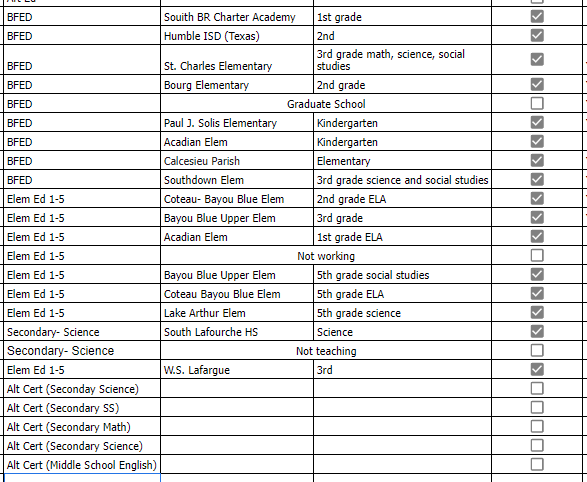 BFED Souith BR Charter Academy 1st grade
BFED Humble ISD (Texas) 2nd
3rd grade math, science, social
BFED St. Charles Elementary studies
BFED Bourg Elementary 2nd grade
BFED Graduate School
BFED Paul J. Solis Elementary Kindergarten
BFED Acadian Elem Kindergarten
BFED Calcesieu Parish Elementary
BFED Southdown Elem 3rd grade science and social studies
Elem Ed 1-5 Coteau- Bayou Blue Elem 2nd grade ELA
Elem Ed 1-5 Bayou Blue Upper Elem 3rd grade
Elem Ed 1-5 Acadian Elem 1st grade ELA
Elem Ed 1-5 Not working
Elem Ed 1-5 Bayou Blue Upper Elem 5th grade social studies
Elem Ed 1-5 Coteau Bayou Blue Elem 5th grade ELA
Elem Ed 1-5 Lake Arthur Elem 5th grade science
Secondary- Science South Lafourche HS Science
Secondary- Science Not teaching
Elem Ed 1-5 W.S. Lafargue 3rd
Alt Cert (Seconday Science)
Alt Cert (Secondary SS)
Alt Cert (Secondary Math)
Alt Cert (Secondary Science)
Alt Cert (Middle School English)